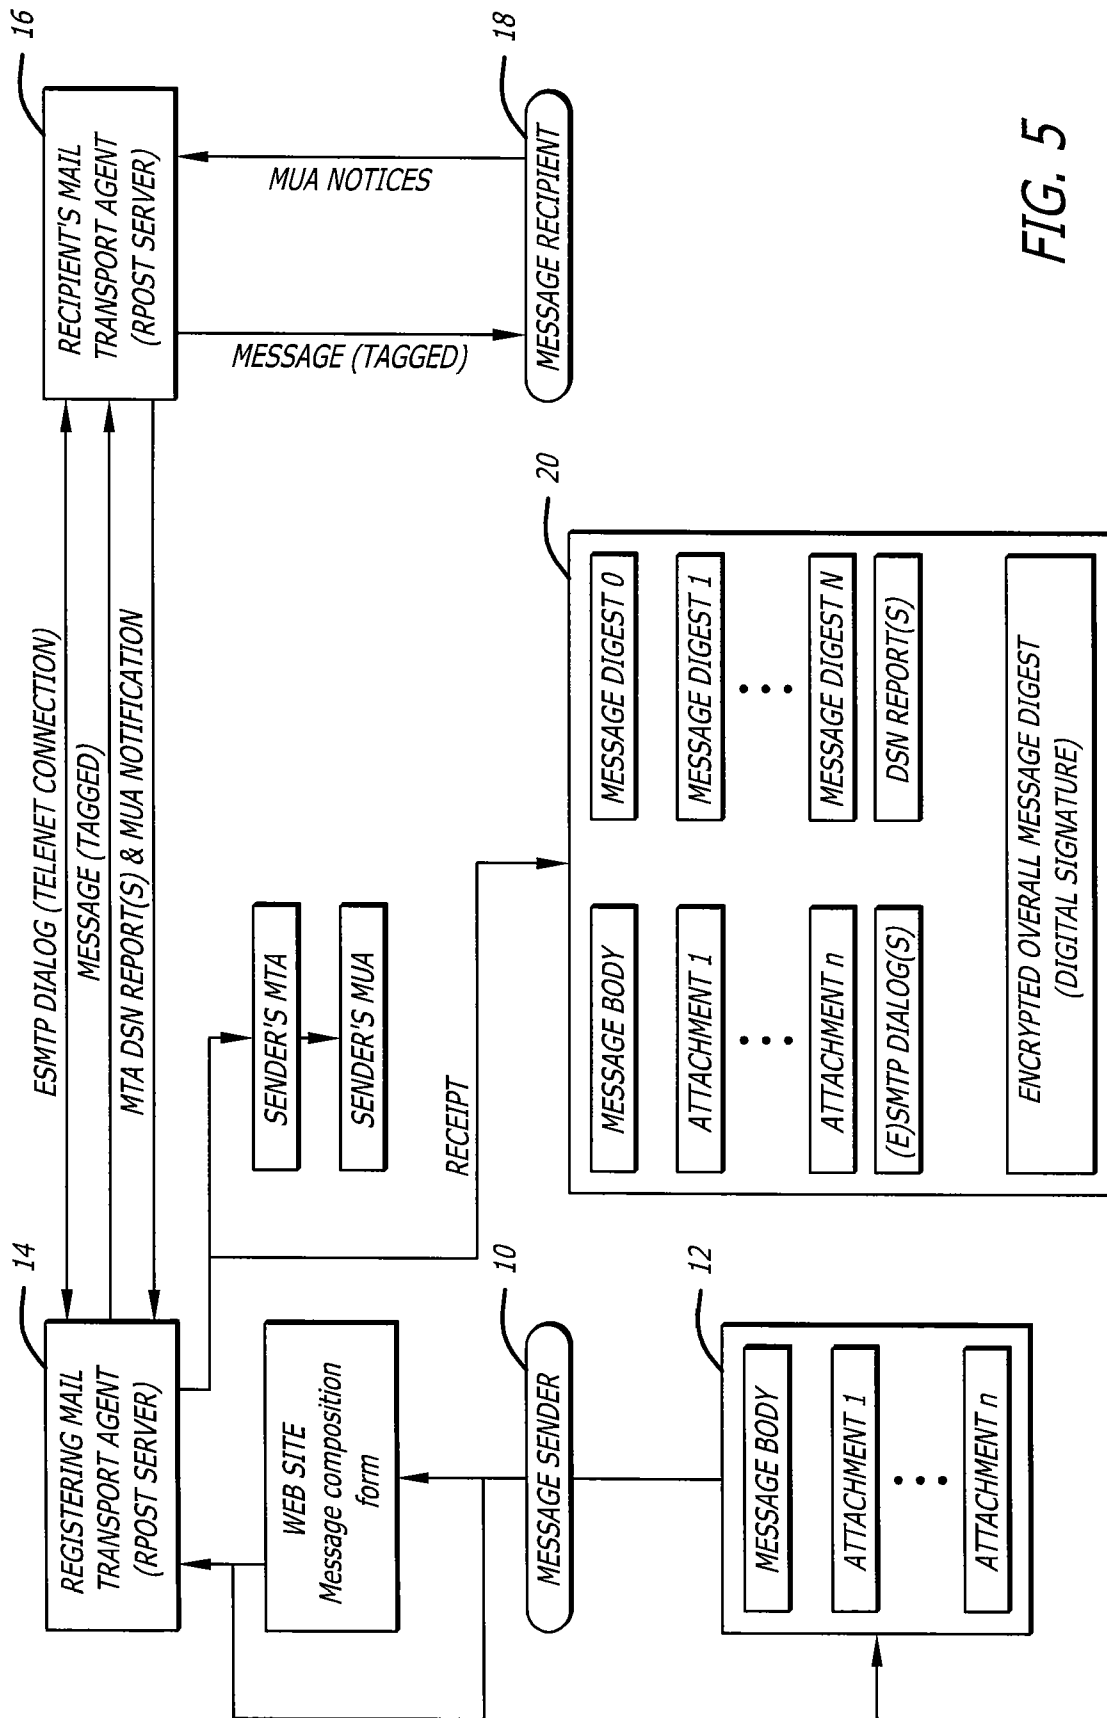 14
REGISTERING MAIL
TRANSPORT AGENT
(RPOST SERVER)
ESMTP DIALOG (TELENET CONNECTION)
MESSAGE (TAGGED)
MTA DSN REPORT(S) & MUA NOTIFICATION
16
RECIPIENT'S MAIL
TRANSPORT AGENT
(RPOST SERVER)
WEB SITE
Message composition
form
SENDER'S MTA
SENDER'S MUA
RECEIPT
MESSAGE (TAGGED)
MUA NOTICES
10
MESSAGE SENDER
18
MESSAGE RECIPIENT
12
MESSAGE BODY
ATTACHMENT 1
ATTACHMENT n
20
MESSAGE BODY
MESSAGE DIGEST 0
ATTACHMENT 1
MESSAGE DIGEST 1
ATTACHMENT n
MESSAGE DIGEST N
(E)SMTP DIALOG(S)
DSN REPORT(S)
ENCRYPTED OVERALL MESSAGE DIGEST
(DIGITAL SIGNATURE)
FIG. 5